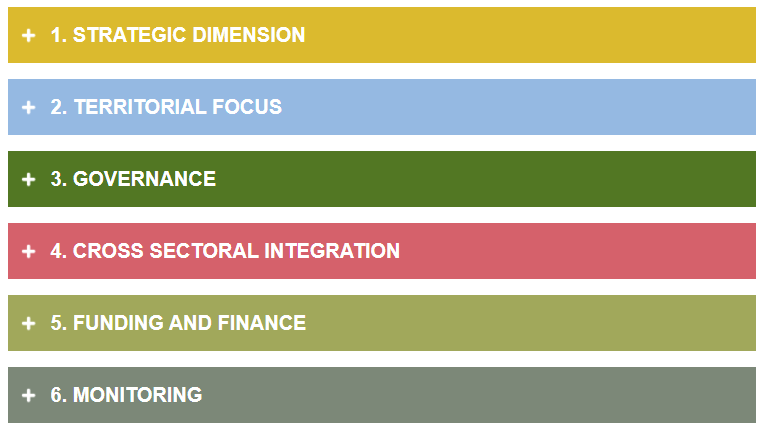 + 1. STRATEGIC DIMENSION
+ 2. TERRITORIAL FOCUS
+ 3. GOVERNANCE
+ 4. CROSS SECTORAL INTEGRATION
+ 5. FUNDING AND FINANCE
+ 6. MONITORING